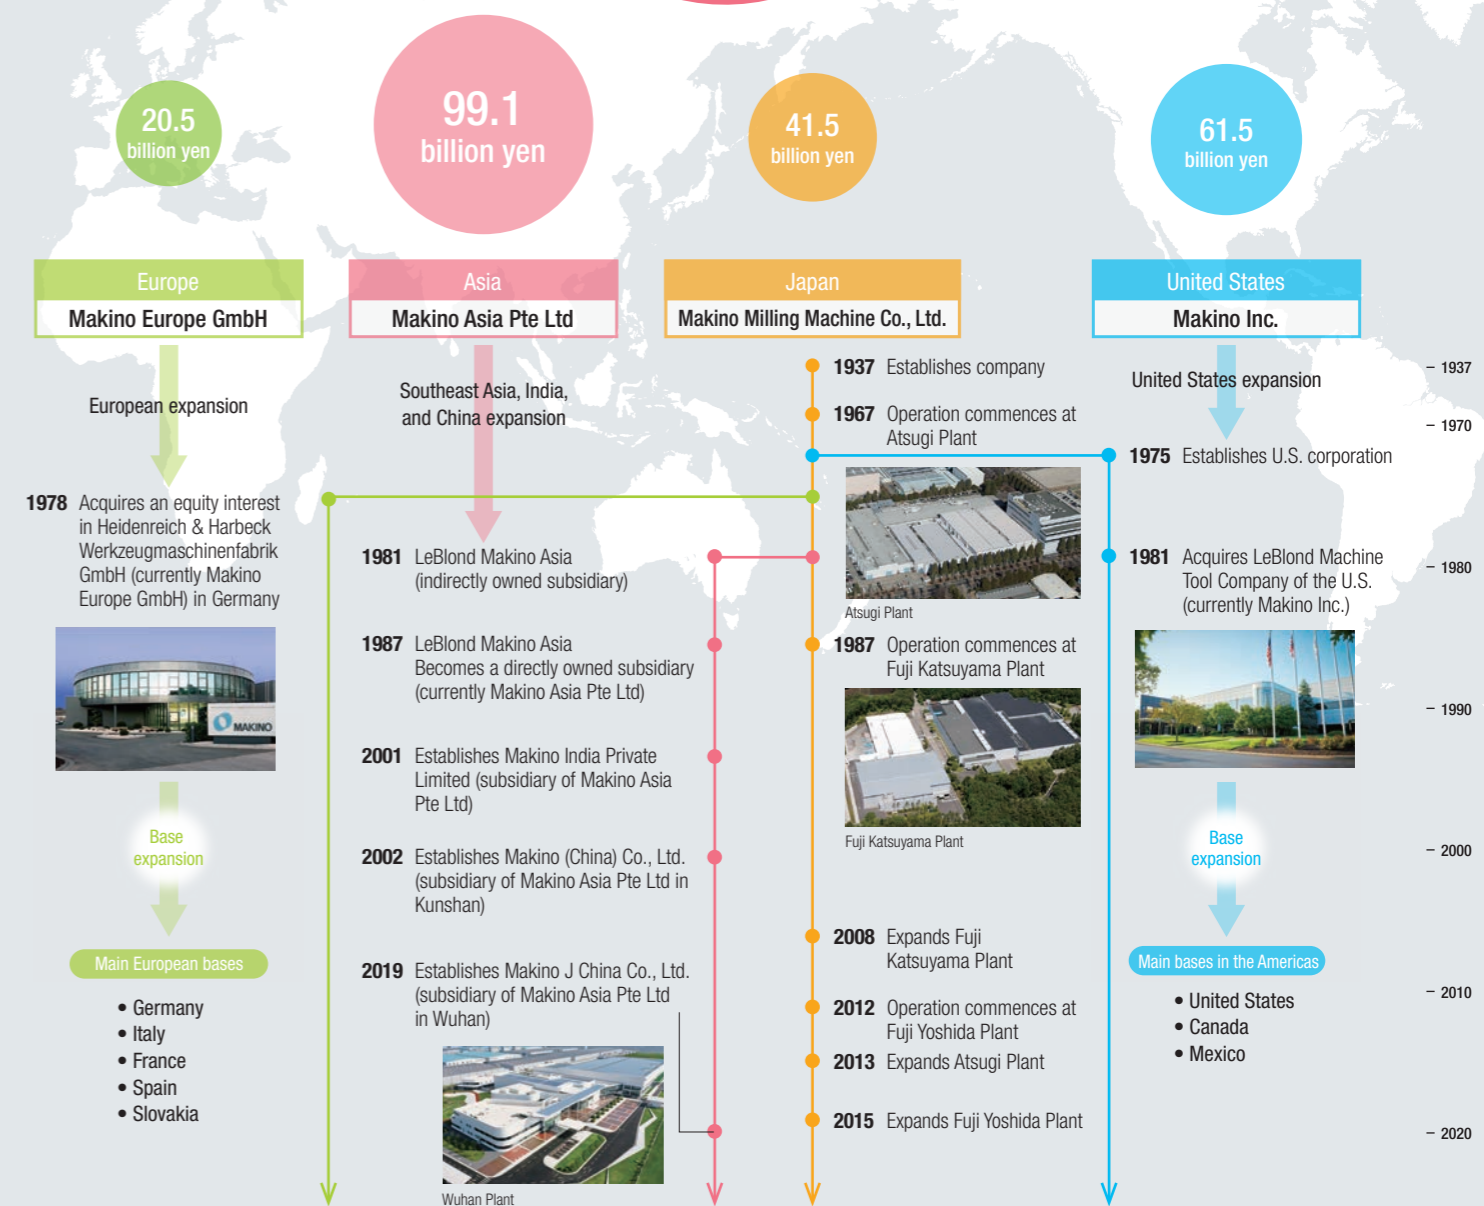 20.5
billion yen
99.1
billion yen
41.5
billion yen
61.5
billion yen
Europe
Makino Europe GmbH
Asia
Makino Asia Pte Ltd
Japan
Makino Milling Machine Co., Ltd.
United States
Makino Inc.
European expansion
1978 Acquires an equity interest
in Heidenreich & Harbeck
Werkzeugmaschinenfabrik
GmbH (currently Makino
Europe GmbH) in Germany
MAKINO
Base
expansion
Main European bases
• Germany
• Italy
• France
• Spain
• Slovakia
Southeast Asia, India,
and China expansion
1981 LeBlond Makino Asia
(indirectly owned subsidiary)
1987 LeBlond Makino Asia
Becomes a directly owned subsidiary
(currently Makino Asia Pte Ltd)
2001 Establishes Makino India Private
Limited (subsidiary of Makino Asia
Pte Ltd)
2002 Establishes Makino (China) Co., Ltd.
(subsidiary of Makino Asia Pte Ltd in
Kunshan)
2019 Establishes Makino J China Co., Ltd.
(subsidiary of Makino Asia Pte Ltd
in Wuhan)
Wuhan Plant
1937 Establishes company
1967 Operation commences at
Atsugi Plant
Atsugi Plant
1987 Operation commences at
Fuji Katsuyama Plant
Fuji Katsuyama Plant
2008 Expands Fuji
Katsuyama Plant
2012 Operation commences at
Fuji Yoshida Plant
2013 Expands Atsugi Plant
2015 Expands Fuji Yoshida Plant
United States expansion
1975 Establishes U.S. corporation
1981 Acquires LeBlond Machine
Tool Company of the U.S.
(currently Makino Inc.)
Base
expansion
Main bases in the Americas
• United States
• Canada
• Mexico
– 1937
– 1970
– 1980
– 1990
– 2000
– 2010
– 2020